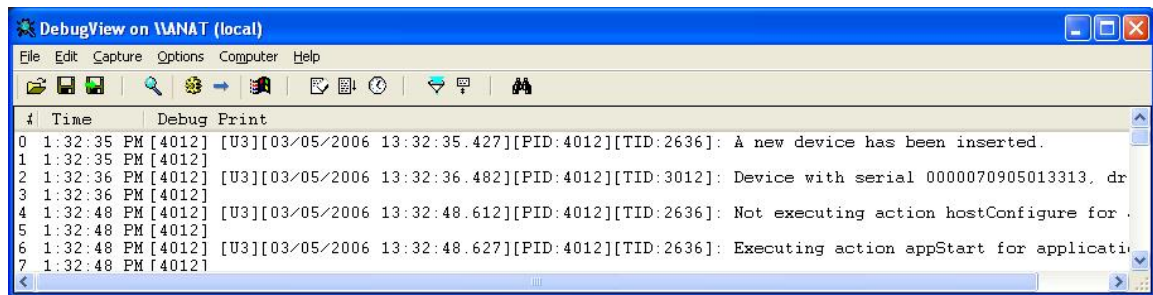 DebugView on \\ANAT (local)
File Edit Capture Options Computer Help
# Time Debug Print
0 1:32:35 PM [4012] [U3][03/05/2006 13:32:35.427][PID:4012][TID:2636]: A new device has been inserted.
1 1:32:35 PM [4012]
2 1:32:36 PM [4012] [U3][03/05/2006 13:32:36.482][PID:4012][TID:3012]: Device with serial 0000070905013313, dr
3 1:32:36 PM [4012]
4 1:32:48 PM [4012] [U3][03/05/2006 13:32:48.612][PID:4012][TID:2636]: Not executing action hostConfigure for
5 1:32:48 PM [4012]
6 1:32:48 PM [4012] [U3][03/05/2006 13:32:48.627][PID:4012][TID:2636]: Executing action appStart for applicati
7 1:32:48 PM [4012]